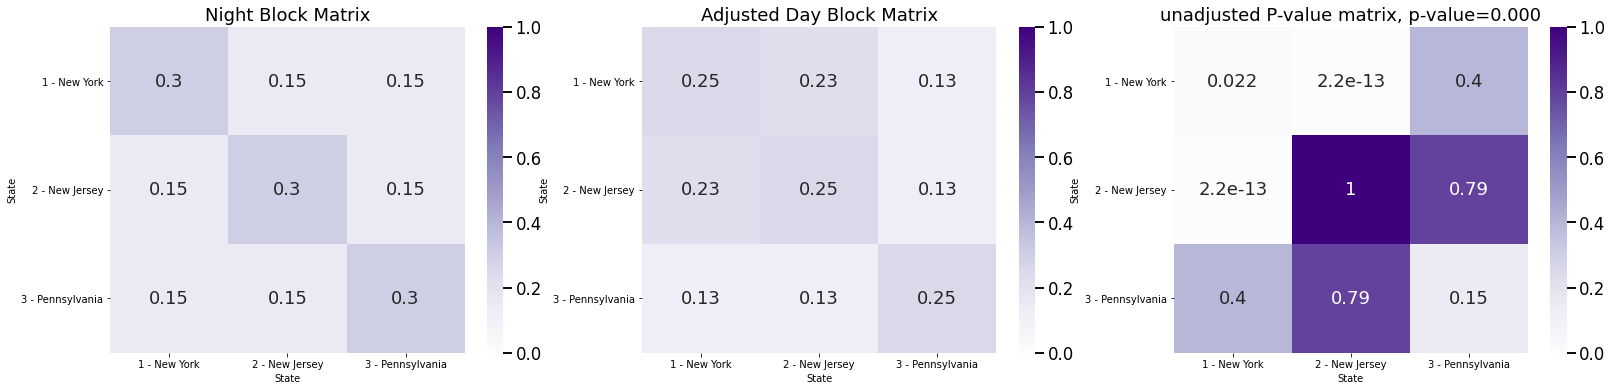 Night Block Matrix
1 - New York
2 - New Jersey
3 - Pennsylvania
State
0.3 0.15 0.15
0.15 0.3 0.15
0.15 0.15 0.3
1 - New York 2 - New Jersey 3 - Pennsylvania
State
1.0
0.8
0.6
0.4
0.2
0.0
Adjusted Day Block Matrix
1 - New York
2 - New Jersey
3 - Pennsylvania
State
0.25 0.23 0.13
0.23 0.25 0.13
0.13 0.13 0.25
1 - New York 2 - New Jersey 3 - Pennsylvania
State
1.0
0.8
0.6
0.4
0.2
0.0
unadjusted P-value matrix, p-value=0.000
1 - New York
2 - New Jersey
3 - Pennsylvania
State
0.022 2.2e-13 0.4
2.2e-13 1 0.79
0.4 0.79 0.15
1 - New York 2 - New Jersey 3 - Pennsylvania
State
1.0
0.8
0.6
0.4
0.2
0.0